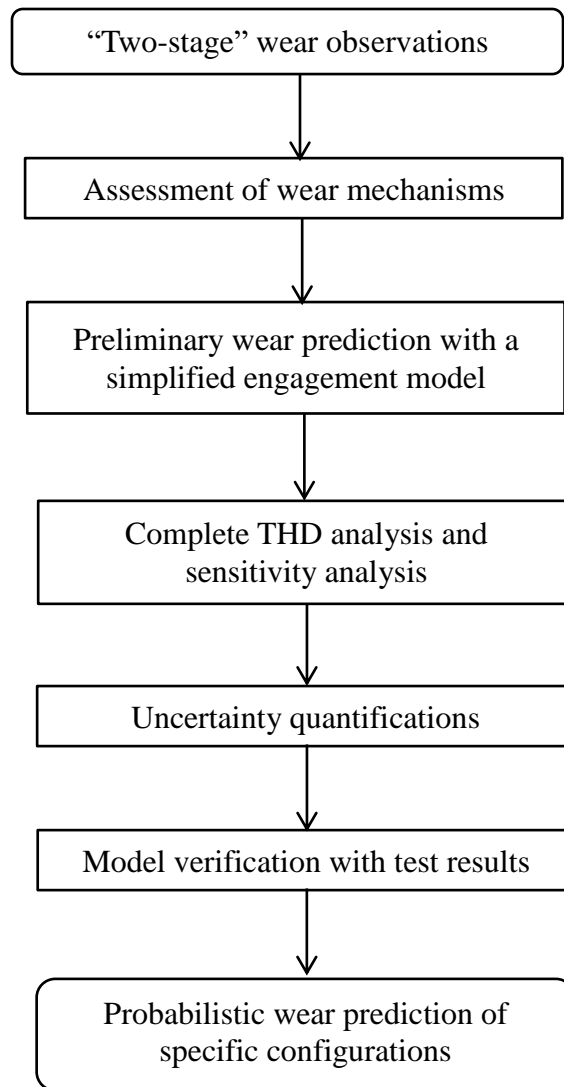 “Two-stage” wear observations
Assessment of wear mechanisms
Preliminary wear prediction with a
simplified engagement model
Complete THD analysis and
sensitivity analysis
Uncertainty quantifications
Model verification with test results
Probabilistic wear prediction of
specific configurations